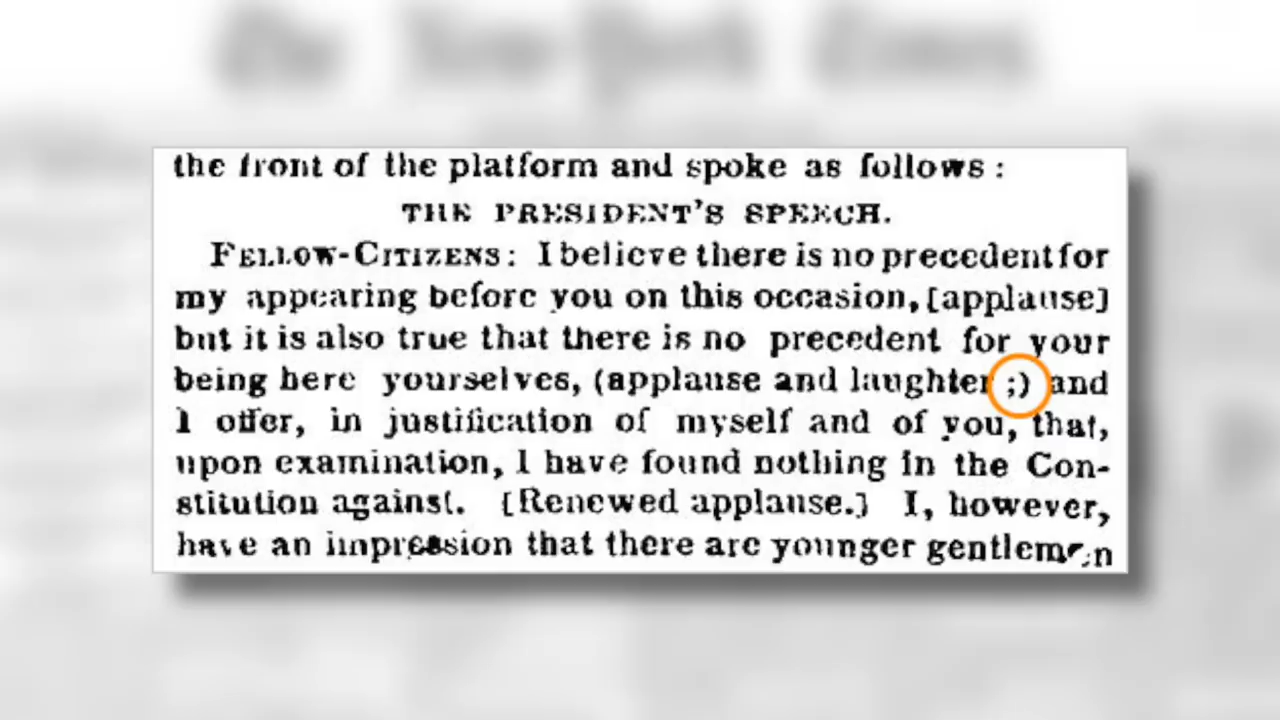 The New-York Times
the front of the platform and spoke as follows :
THE PRESIDENT'S SPEECH.
FELLOW-CITIZENS: I believe there is no precedent for
my appearing before you on this occasion, [applause]
but it is also true that there is no precedent for your
being here yourselves, (applause and laughter ;) and
I offer, in justification of myself and of you, that,
upon examination, I have found nothing in the Con-
stitution against. [Renewed applause.] I, however,
have an impression that there are younger gentlemen